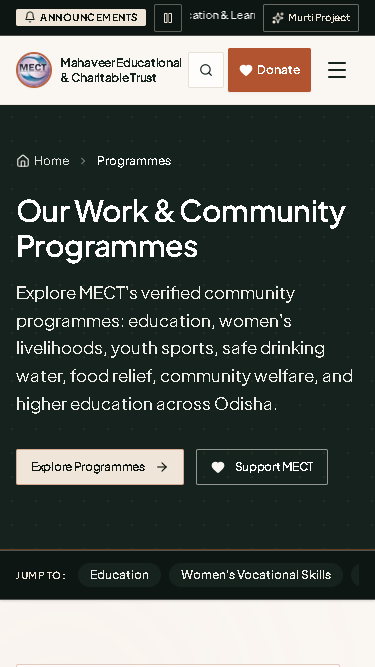 ANNOUNCEMENTS
cation & Lear
Murti Project
MECT
Mahaveer Educational
& Charitable Trust
Donate
Home
Programmes
Our Work & Community
Programmes
Explore MECT's verified community
programmes: education, women's
livelihoods, youth sports, safe drinking
water, food relief, community welfare, and
higher education across Odisha.
Explore Programmes
Support MECT
JUMP TO:
Education
Women's Vocational Skills